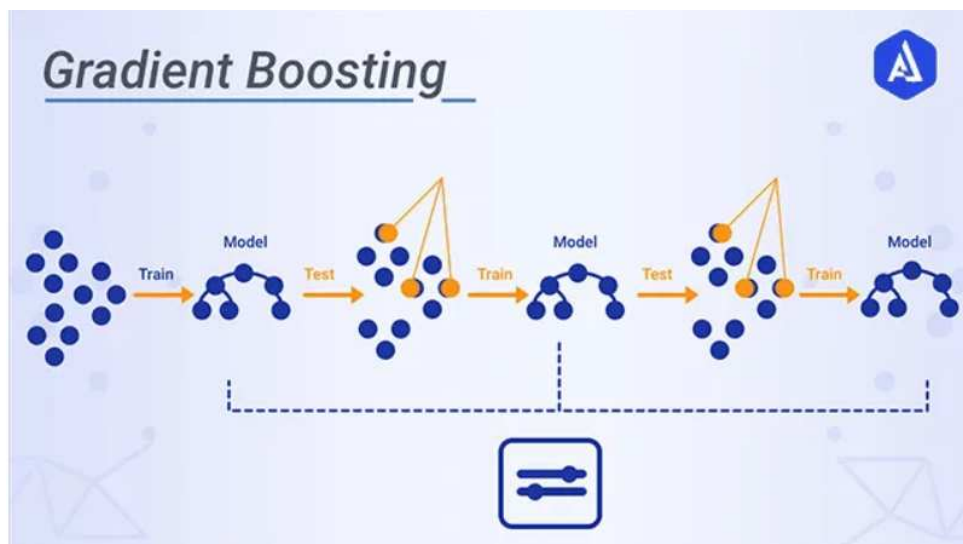 Gradient Boosting
Model
Model
Model
Train
Test
Train
Test
Train